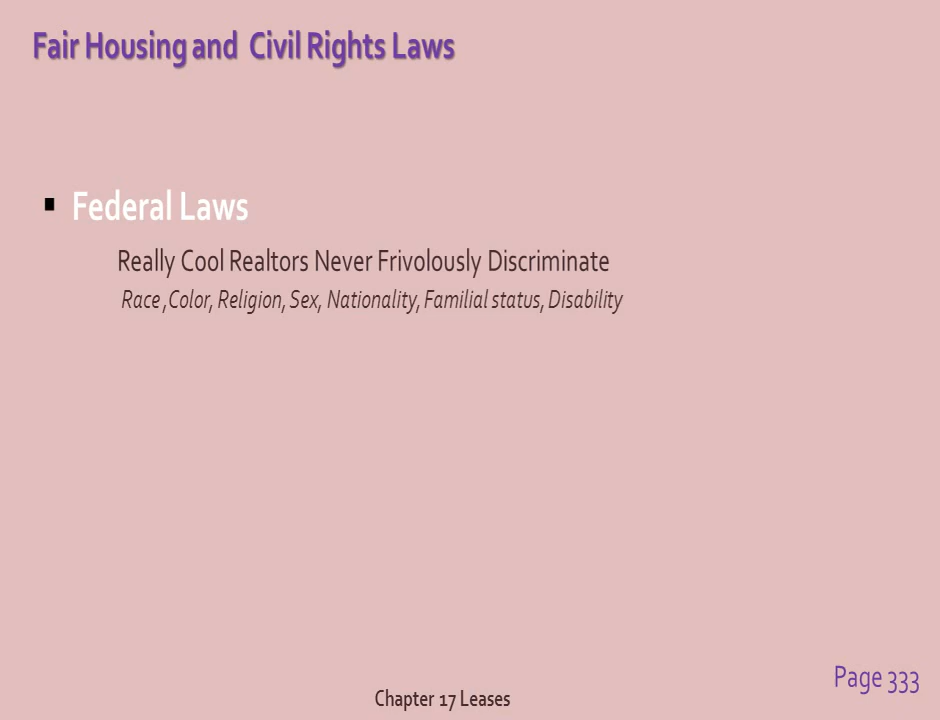 Fair Housing and Civil Rights Laws
▪ Federal Laws
Really Cool Realtors Never Frivolously Discriminate
Race ,Color, Religion, Sex, Nationality, Familial status, Disability
Page 333
Chapter 17 Leases